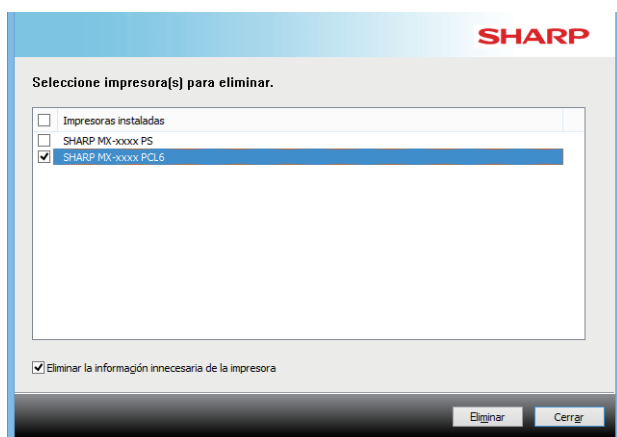 SHARP
Seleccione impresora(s) para eliminar.
Impresoras instaladas
SHARP MX-xxxx PS
SHARP MX-xxxx PCL6
Eliminar la información innecesaria de la impresora
Eliminar Cerrar